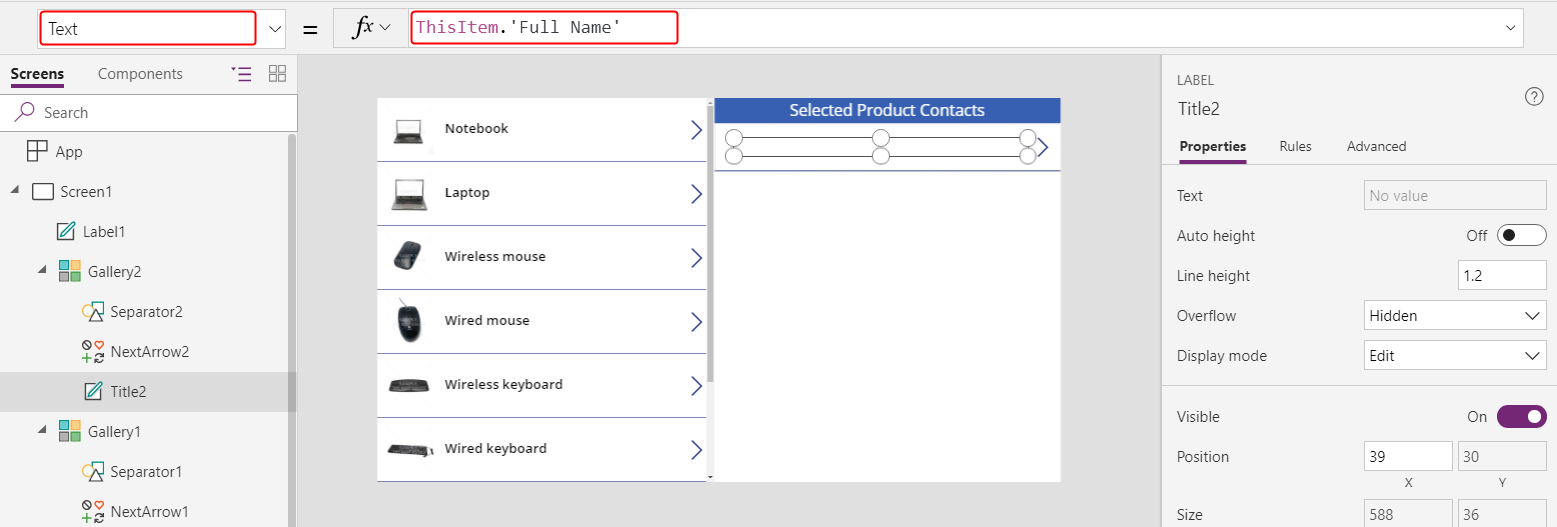 Text = fx ThisItem.'Full Name'
Screens Components
Search
App
Screen1
Label1
Gallery2
Separator2
NextArrow2
Title2
Gallery1
Separator1
NextArrow1
Notebook
Laptop
Wireless mouse
Wired mouse
Wireless keyboard
Wired keyboard
Selected Product Contacts
LABEL
Title2
?
Properties Rules Advanced
Text No value
Auto height Off
Line height 1.2
Overflow Hidden
Display mode Edit
Visible On
Position 39 30
X Y
Size 588 36